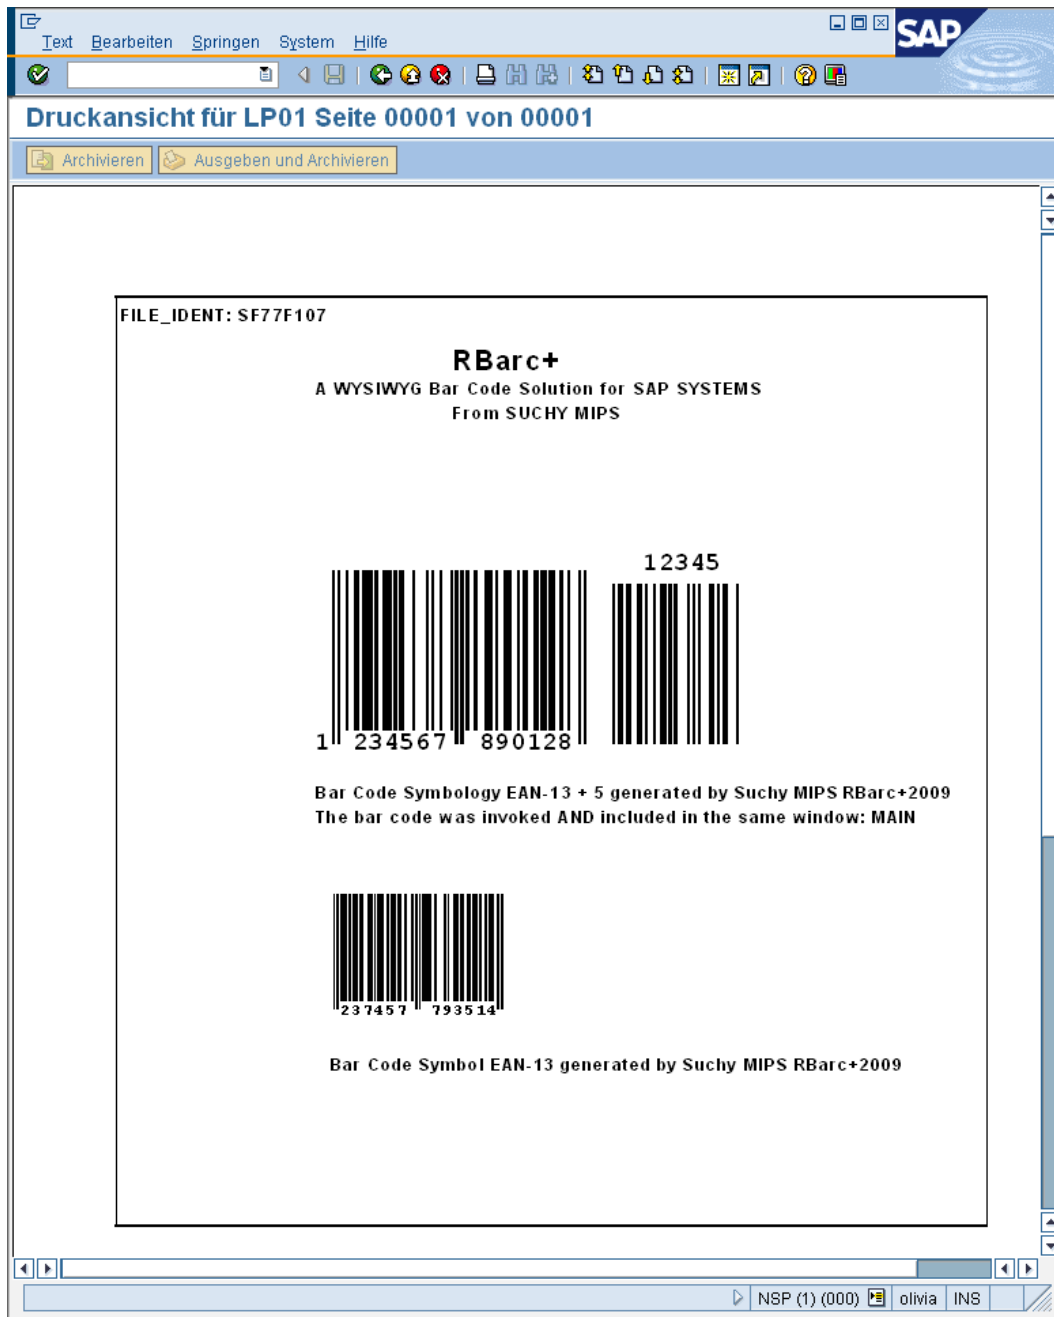 Text Bearbeiten Springen System Hilfe
SAP
Druckansicht für LP01 Seite 00001 von 00001
Archivieren Ausgeben und Archivieren
FILE_IDENT: SF77F107
RBarc+
A WYSIWYG Bar Code Solution for SAP SYSTEMS
From SUCHY MIPS
12345
1 234567 890128
Bar Code Symbology EAN-13 + 5 generated by Suchy MIPS RBarc+2009
The bar code was invoked AND included in the same window: MAIN
237457 793514
Bar Code Symbol EAN-13 generated by Suchy MIPS RBarc+2009
NSP (1) (000) olivia INS